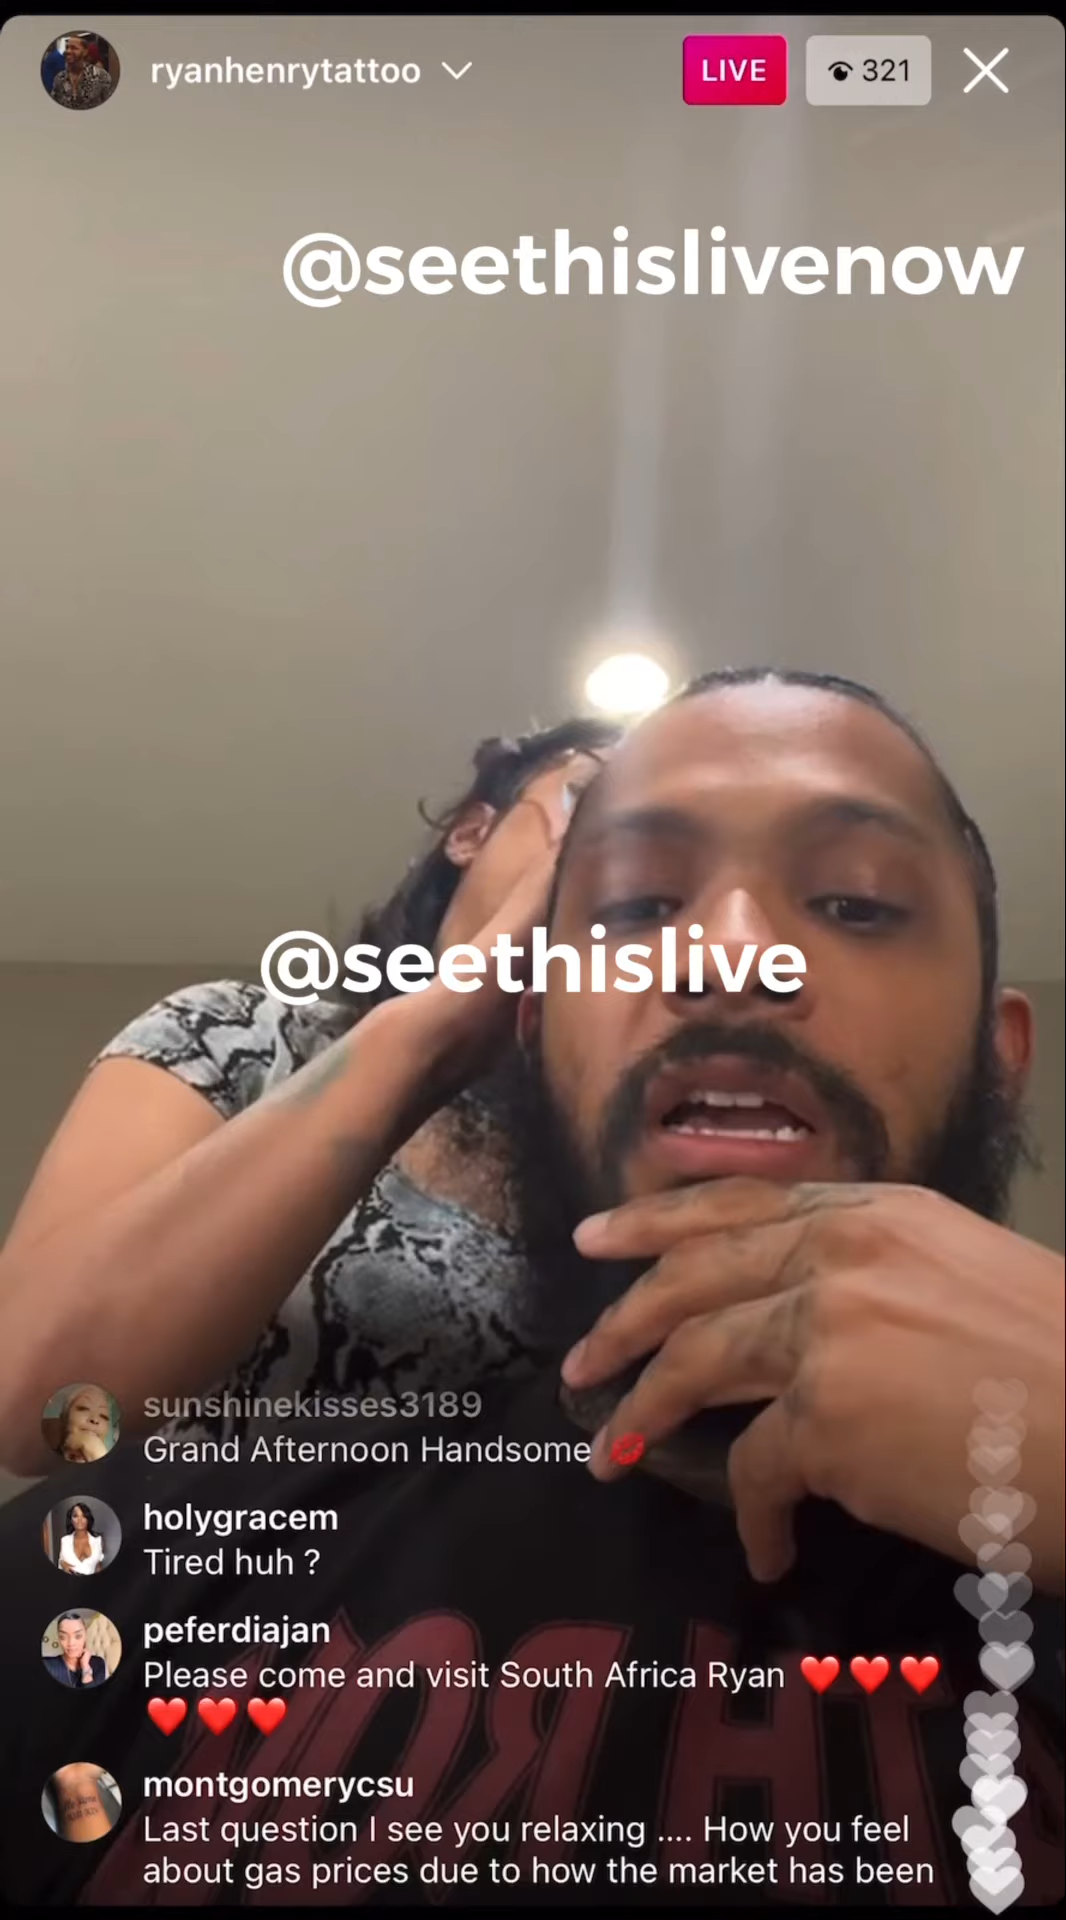 ryanhenrytattoo
LIVE
321
@seethislivenow
@seethislive
sunshinekisses3189
Grand Afternoon Handsome 💋
holygracem
Tired huh ?
peferdiajan
Please come and visit South Africa Ryan ❤️❤️❤️
❤️❤️❤️
montgomerycsu
Last question I see you relaxing .... How you feel
about gas prices due to how the market has been